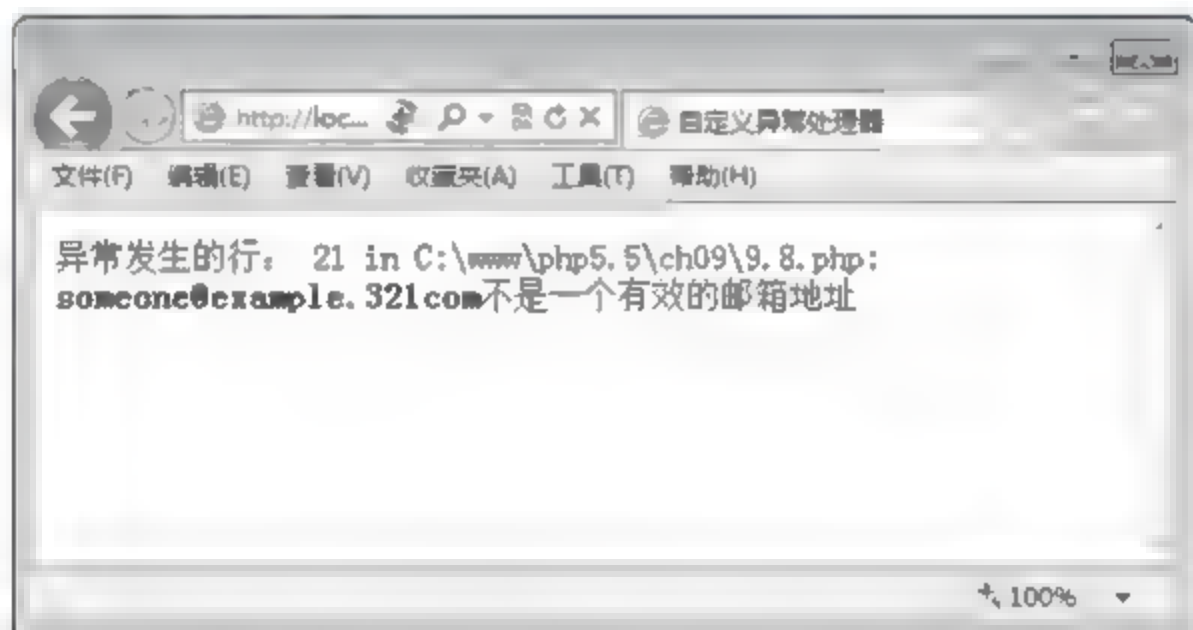 http://loc... 自定义异常处理器
文件(F) 编辑(E) 查看(V) 收藏夹(A) 工具(T) 帮助(H)
异常发生的行： 21 in C:\www\php5.5\ch09\9.8.php:
someone@example.321com不是一个有效的邮箱地址
100%